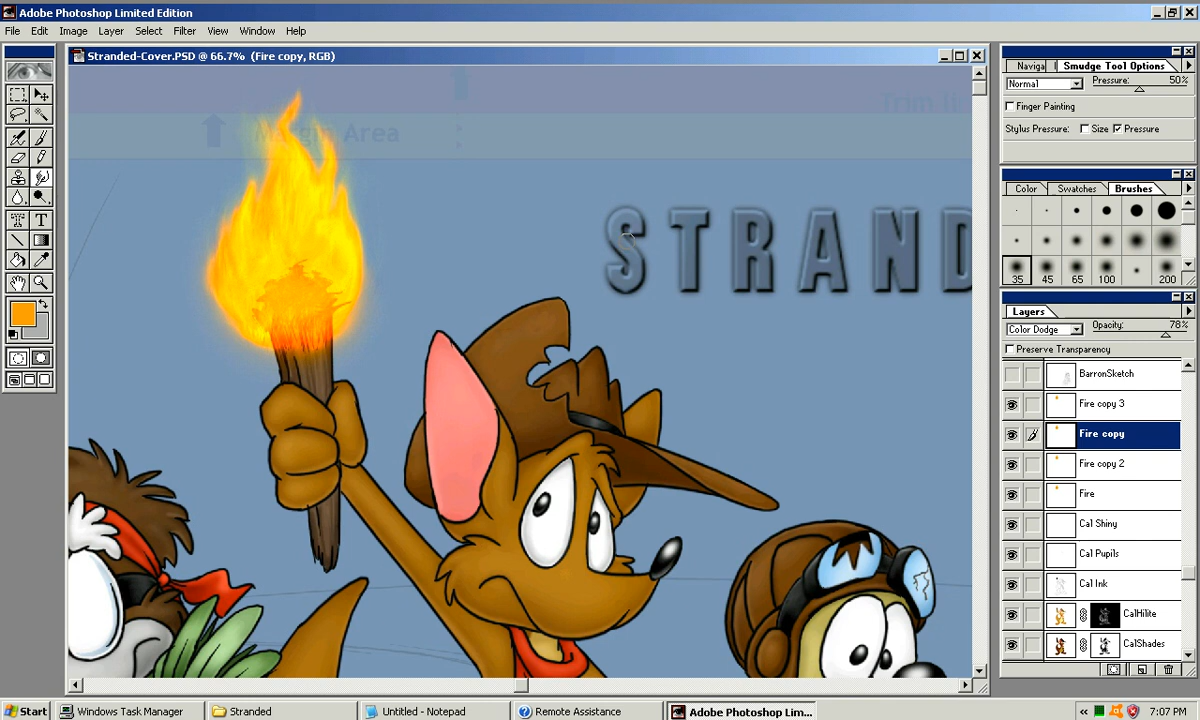 Adobe Photoshop Limited Edition
File Edit Image Layer Select Filter View Window Help
Stranded-Cover.PSD @ 66.7% (Fire copy, RGB)
Margin Area
Trim li
STRAND
Naviga
Smudge Tool Options
Normal Pressure: 50%
Finger Painting
Stylus Pressure: Size Pressure
Color Swatches Brushes
35 45 65 100 200
Layers
Color Dodge Opacity: 78%
Preserve Transparency
BarronSketch
Fire copy 3
Fire copy
Fire copy 2
Fire
Cal Shiny
Cal Pupils
Cal Ink
CalHilite
CalShades
Start Windows Task Manager Stranded Untitled - Notepad Remote Assistance Adobe Photoshop Lim... 7:07 PM